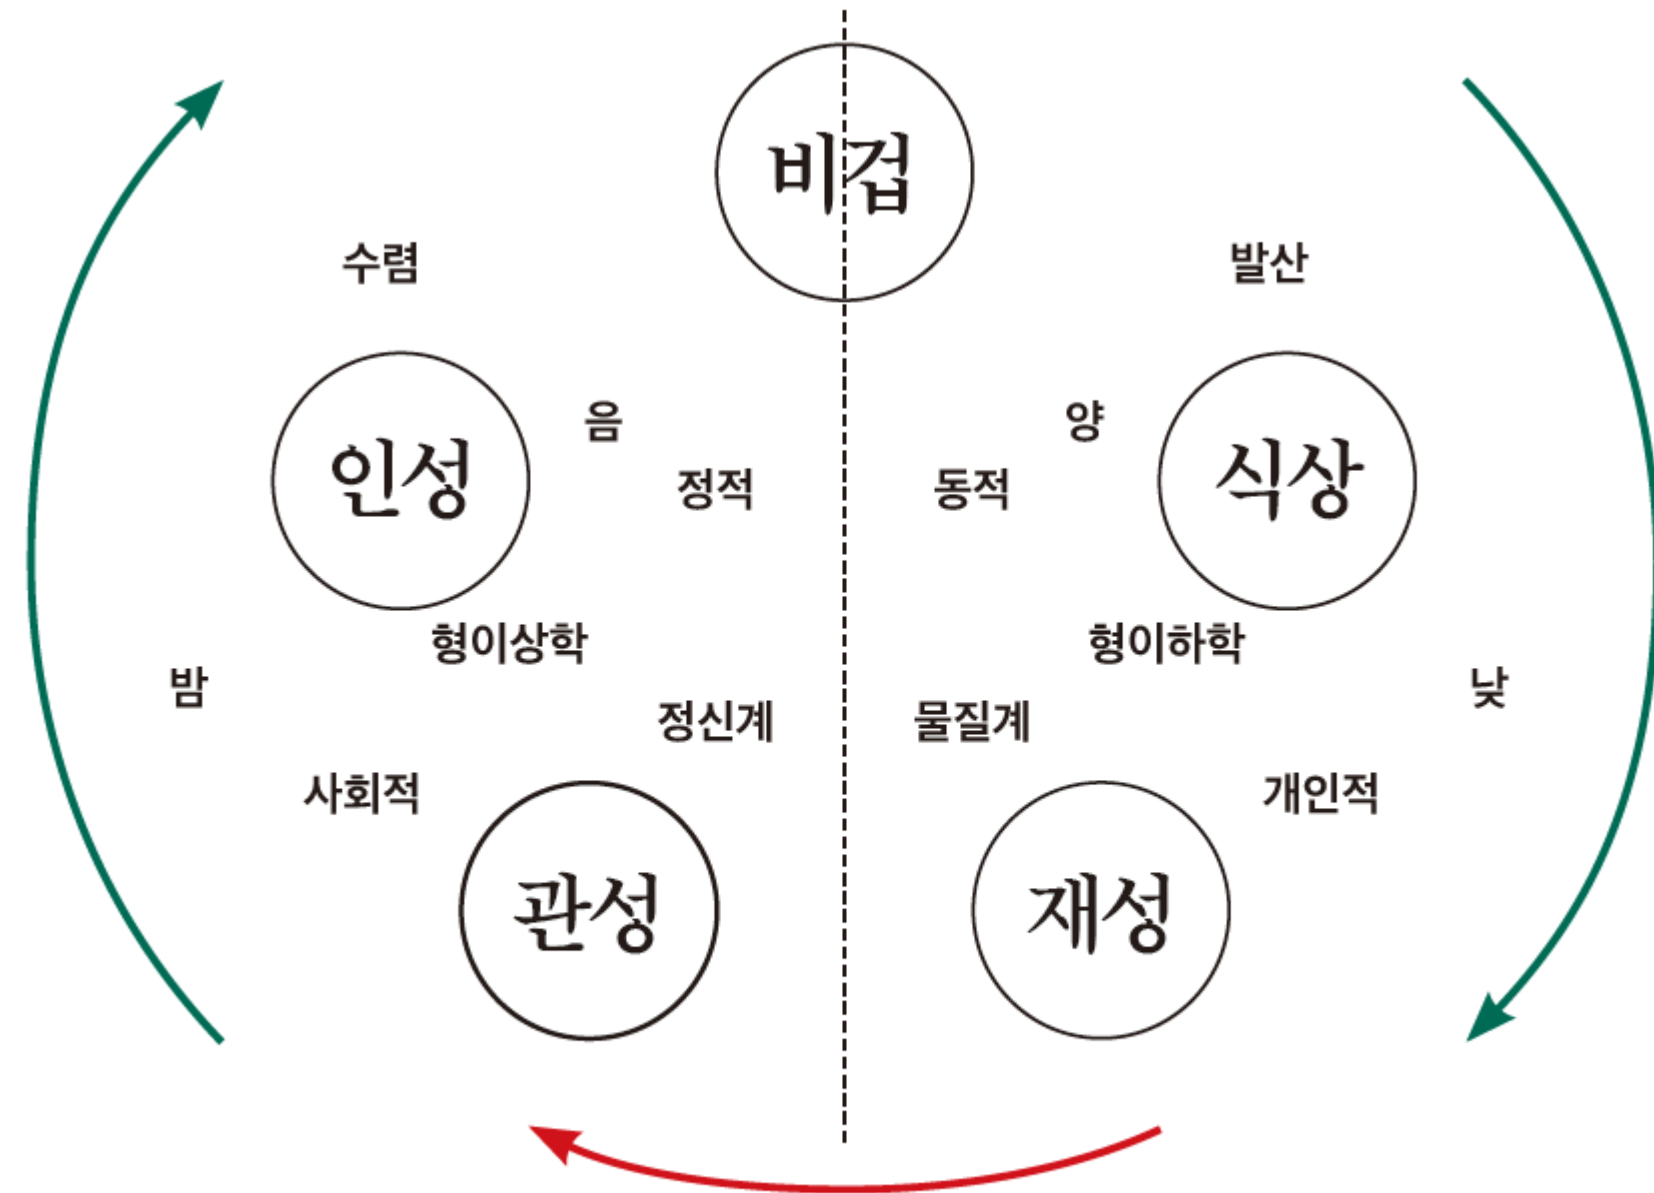 비겁
수렴
발산
음
양
인성
식상
정적
동적
형이상학
형이하학
밤
낮
정신계
물질계
사회적
개인적
관성
재성